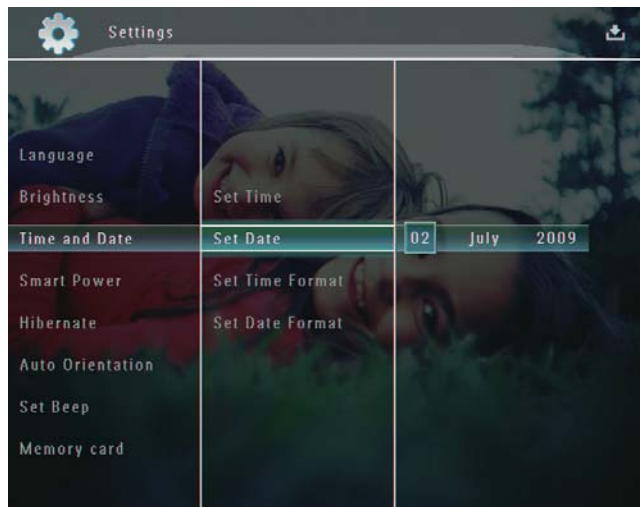 Settings
Language
Brightness
Time and Date
Smart Power
Hibernate
Auto Orientation
Set Beep
Memory card
Set Time
Set Date
Set Time Format
Set Date Format
02 July 2009